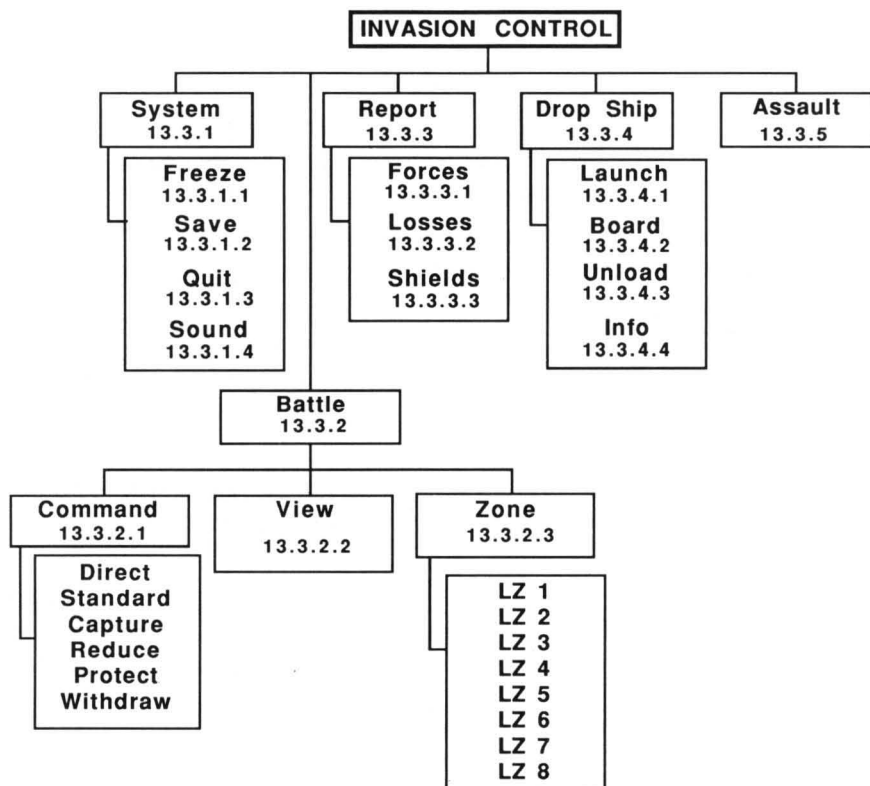 INVASION CONTROL
System
13.3.1
Freeze
13.3.1.1
Save
13.3.1.2
Quit
13.3.1.3
Sound
13.3.1.4
Report
13.3.3
Forces
13.3.3.1
Losses
13.3.3.2
Shields
13.3.3.3
Drop Ship
13.3.4
Launch
13.3.4.1
Board
13.3.4.2
Unload
13.3.4.3
Info
13.3.4.4
Assault
13.3.5
Battle
13.3.2
Command
13.3.2.1
Direct
Standard
Capture
Reduce
Protect
Withdraw
View
13.3.2.2
Zone
13.3.2.3
LZ 1
LZ 2
LZ 3
LZ 4
LZ 5
LZ 6
LZ 7
LZ 8